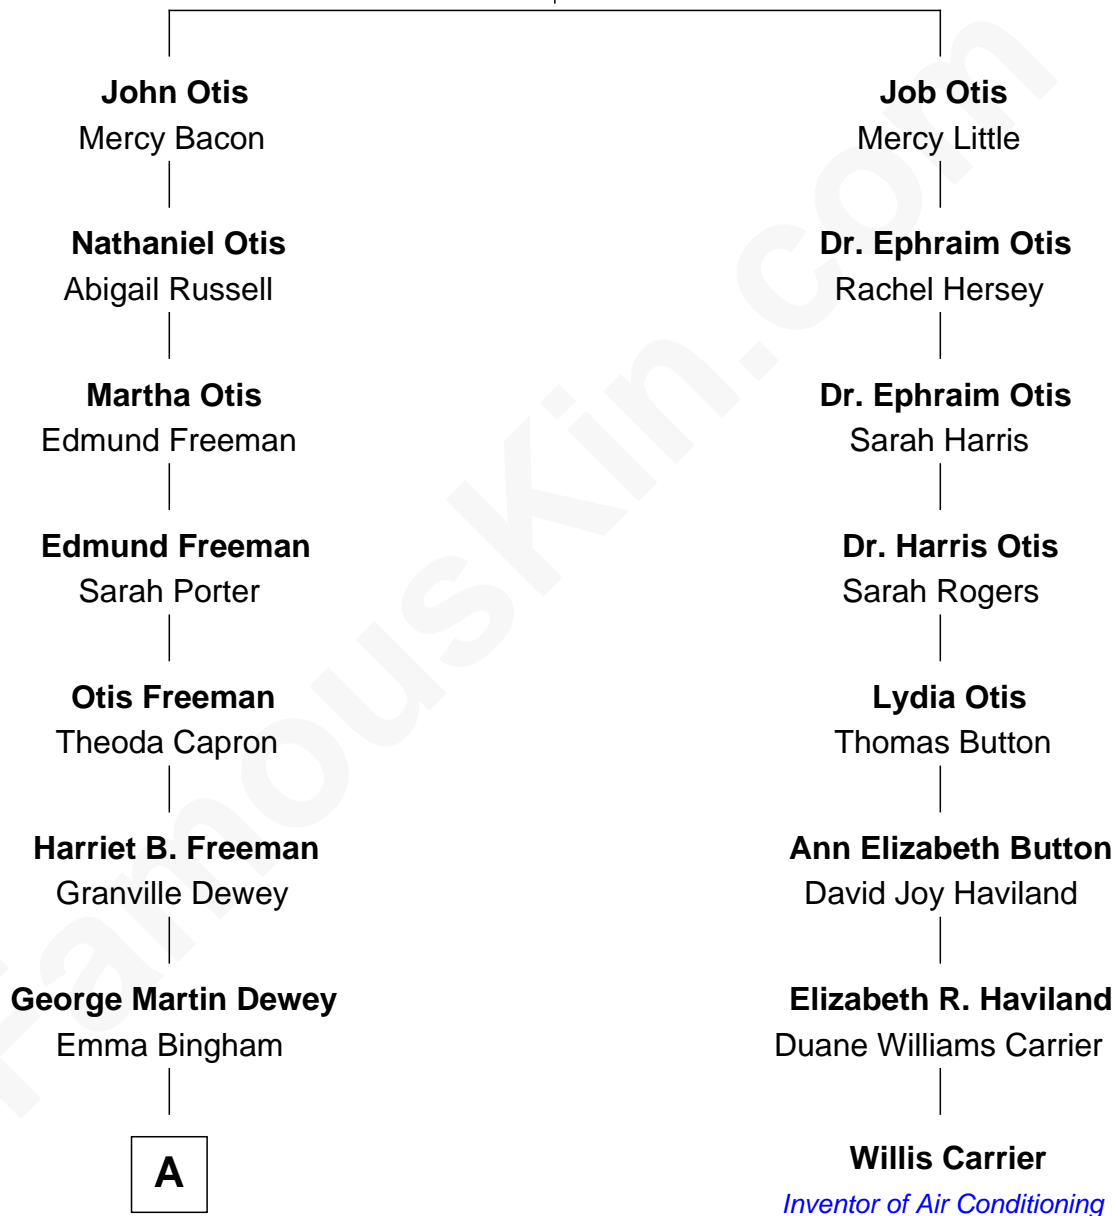 John Otis
Mercy Bacon
Job Otis
Mercy Little
Nathaniel Otis
Abigail Russell
Dr. Ephraim Otis
Rachel Hersey
Martha Otis
Edmund Freeman
Dr. Ephraim Otis
Sarah Harris
Edmund Freeman
Sarah Porter
Dr. Harris Otis
Sarah Rogers
Otis Freeman
Theoda Capron
Lydia Otis
Thomas Button
Harriet B. Freeman
Granville Dewey
Ann Elizabeth Button
David Joy Haviland
George Martin Dewey
Emma Bingham
Elizabeth R. Haviland
Duane Williams Carrier
A
Willis Carrier
Inventor of Air Conditioning
FamousKin.com